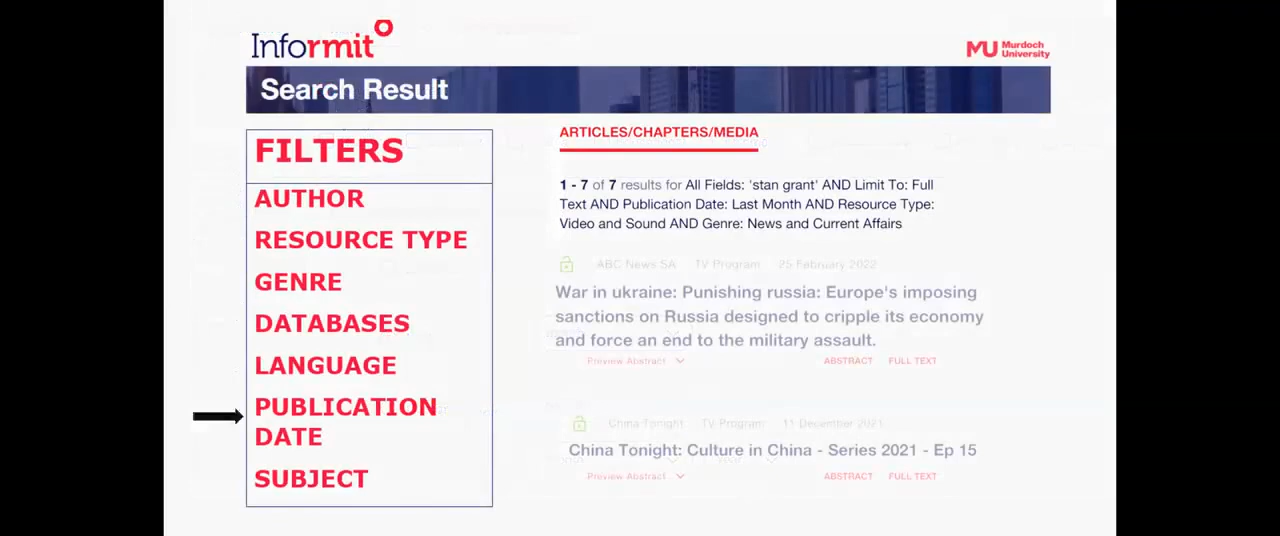 Informit
MU Murdoch
University
Search Result
FILTERS
AUTHOR
RESOURCE TYPE
GENRE
DATABASES
LANGUAGE
PUBLICATION
DATE
SUBJECT
ARTICLES/CHAPTERS/MEDIA
1 - 7 of 7 results for All Fields: 'stan grant' AND Limit To: Full
Text AND Publication Date: Last Month AND Resource Type:
Video and Sound AND Genre: News and Current Affairs
ABC News SA TV Program 25 February 2022
War in ukraine: Punishing russia: Europe's imposing
sanctions on Russia designed to cripple its economy
and force an end to the military assault.
Preview Abstract ABSTRACT FULL TEXT
China Tonight TV Program 11 December 2021
China Tonight: Culture in China - Series 2021 - Ep 15
Preview Abstract ABSTRACT FULL TEXT